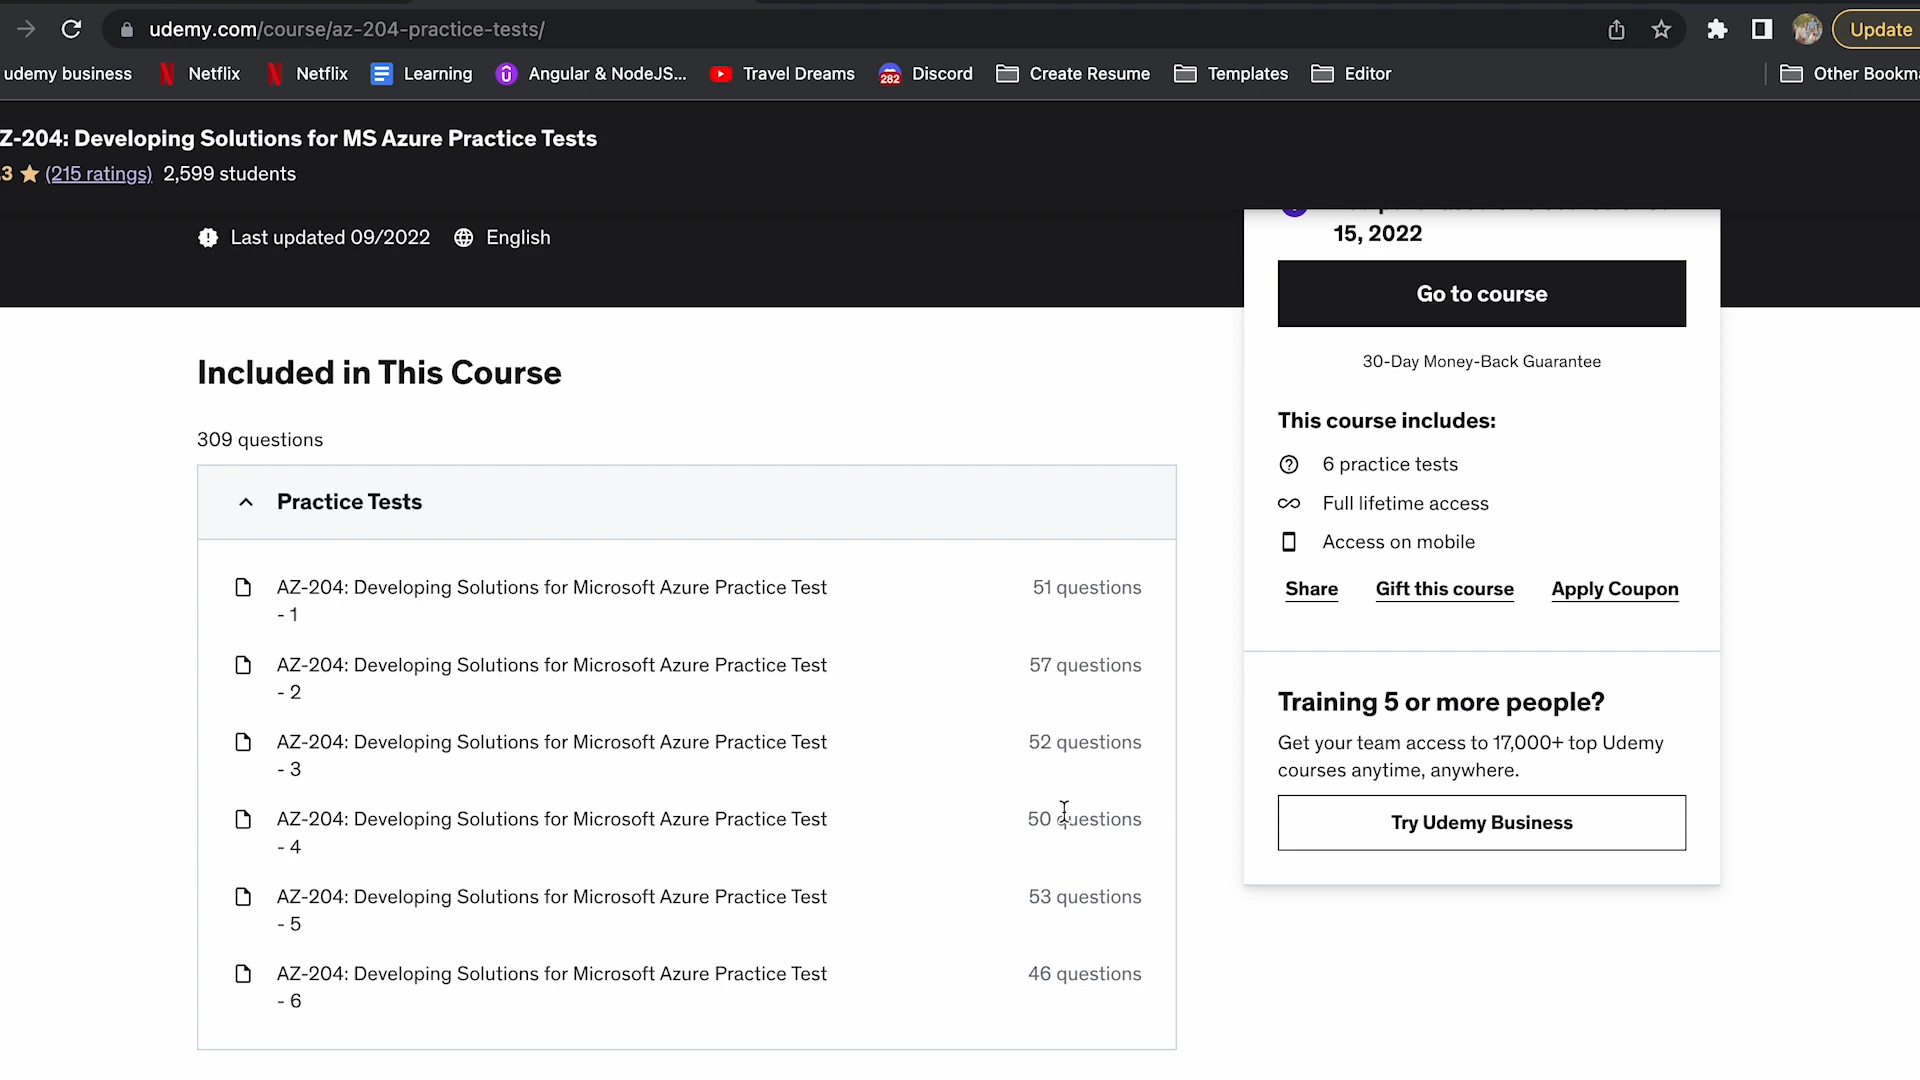 udemy.com/course/az-204-practice-tests/
Update
udemy business
Netflix
Netflix
Learning
Angular & NodeJS...
Travel Dreams
282
Discord
Create Resume
Templates
Editor
Other Bookma
Z-204: Developing Solutions for MS Azure Practice Tests
.3 (215 ratings) 2,599 students
Last updated 09/2022
English
15, 2022
Go to course
30-Day Money-Back Guarantee
This course includes:
6 practice tests
Full lifetime access
Access on mobile
Share
Gift this course
Apply Coupon
Training 5 or more people?
Get your team access to 17,000+ top Udemy
courses anytime, anywhere.
Try Udemy Business
Included in This Course
309 questions
Practice Tests
AZ-204: Developing Solutions for Microsoft Azure Practice Test
- 1
51 questions
AZ-204: Developing Solutions for Microsoft Azure Practice Test
- 2
57 questions
AZ-204: Developing Solutions for Microsoft Azure Practice Test
- 3
52 questions
AZ-204: Developing Solutions for Microsoft Azure Practice Test
- 4
50 questions
AZ-204: Developing Solutions for Microsoft Azure Practice Test
- 5
53 questions
AZ-204: Developing Solutions for Microsoft Azure Practice Test
- 6
46 questions